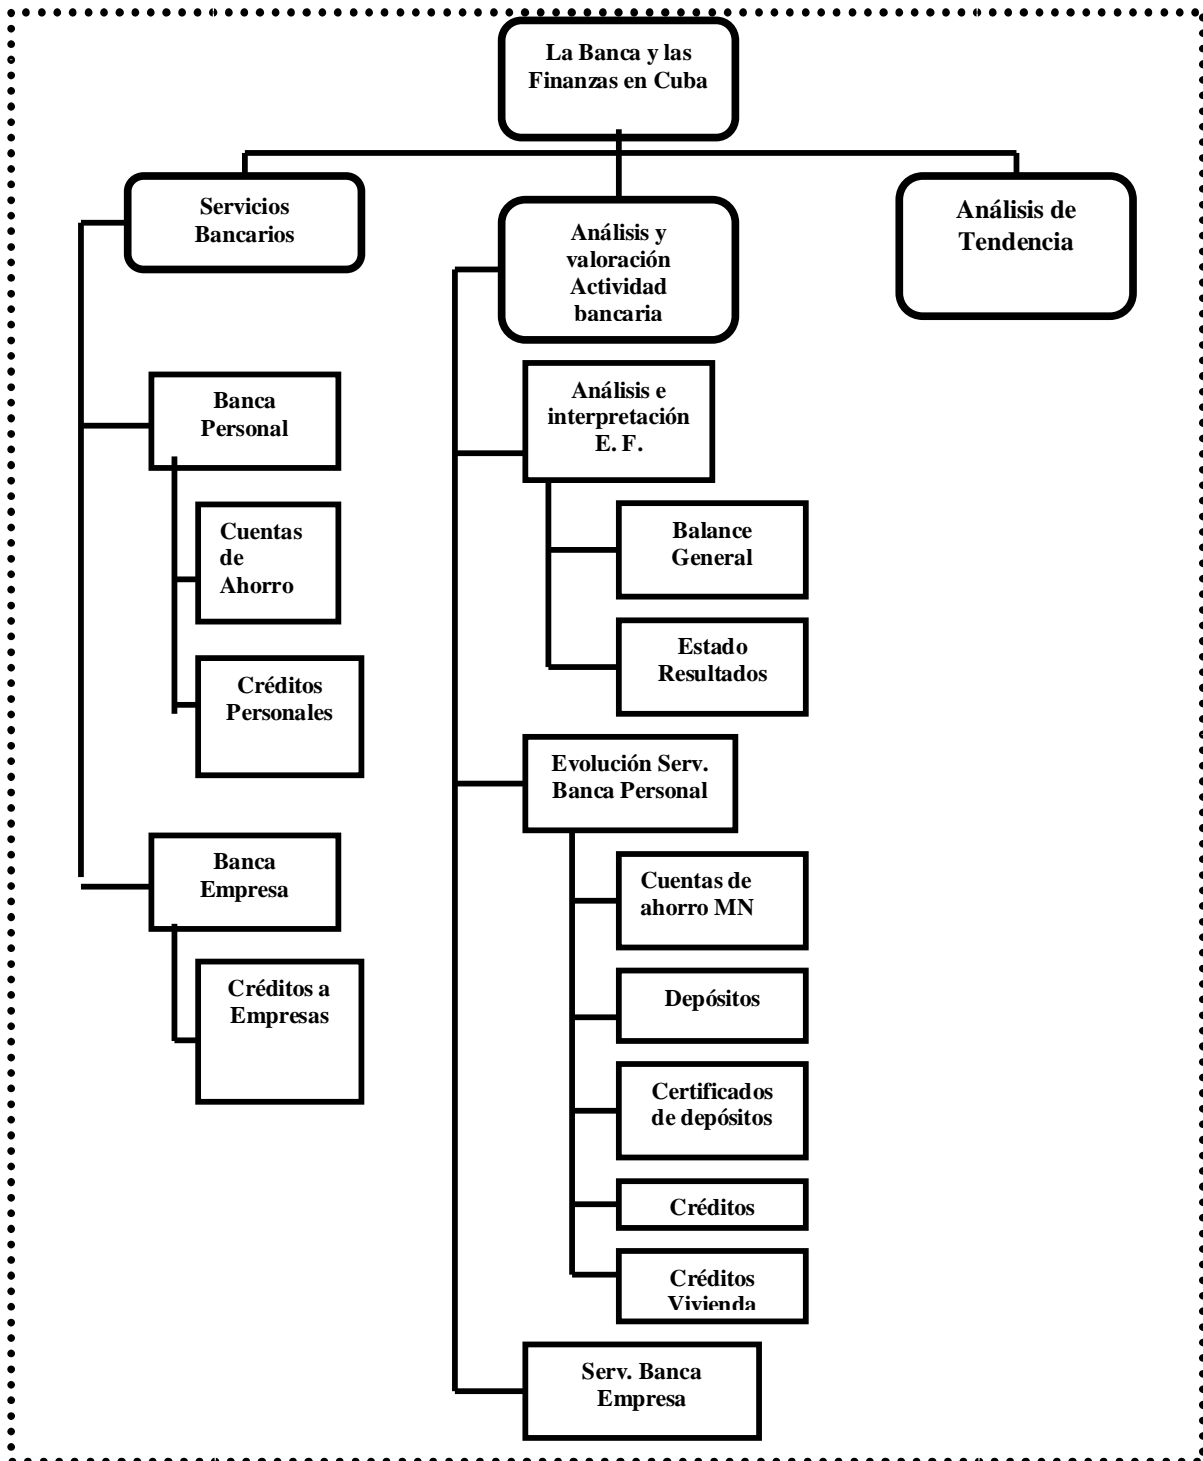 La Banca y las
Finanzas en Cuba
Servicios
Bancarios
Análisis y
valoración
Actividad
bancaria
Análisis de
Tendencia
Banca
Personal
Cuentas
de
Ahorro
Créditos
Personales
Banca
Empresa
Créditos a
Empresas
Análisis e
interpretación
E. F.
Balance
General
Estado
Resultados
Evolución Serv.
Banca Personal
Cuentas de
ahorro MN
Depósitos
Certificados
de depósitos
Créditos
Créditos
Vivienda
Serv. Banca
Empresa